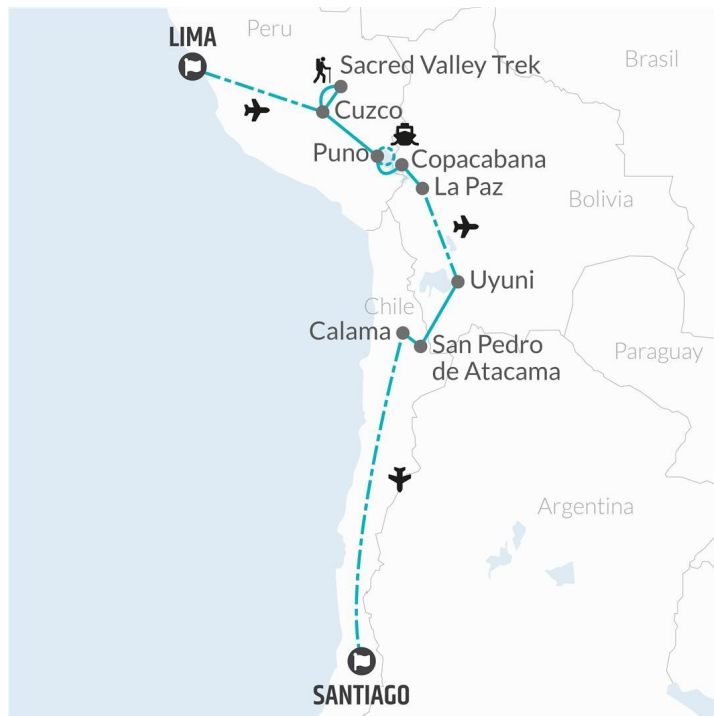 Peru
LIMA
Brasil
Sacred Valley Trek
Cuzco
Puno
Copacabana
La Paz
Bolivia
Uyuni
Chile
Calama
San Pedro
de Atacama
Paraguay
Argentina
SANTIAGO